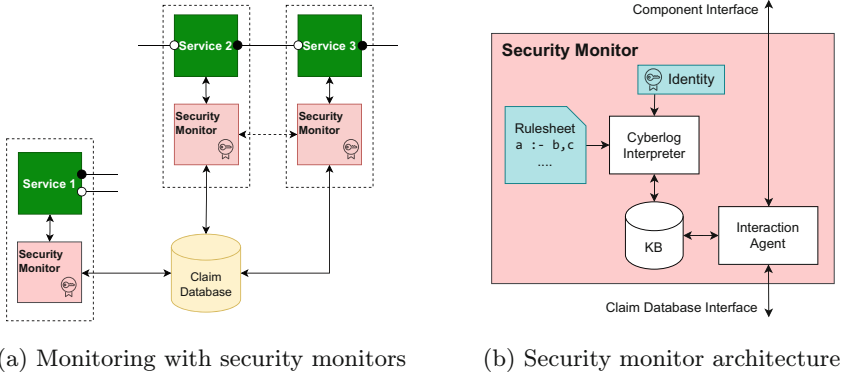 Service 2
Service 3
Security
Monitor
Security
Monitor
Service 1
Security
Monitor
Claim
Database
a) Monitoring with security monitors
Component Interface
Security Monitor
Identity
Rulesheet
a :- b,c
....
Cyberlog
Interpreter
KB
Interaction
Agent
Claim Database Interface
(b) Security monitor architecture